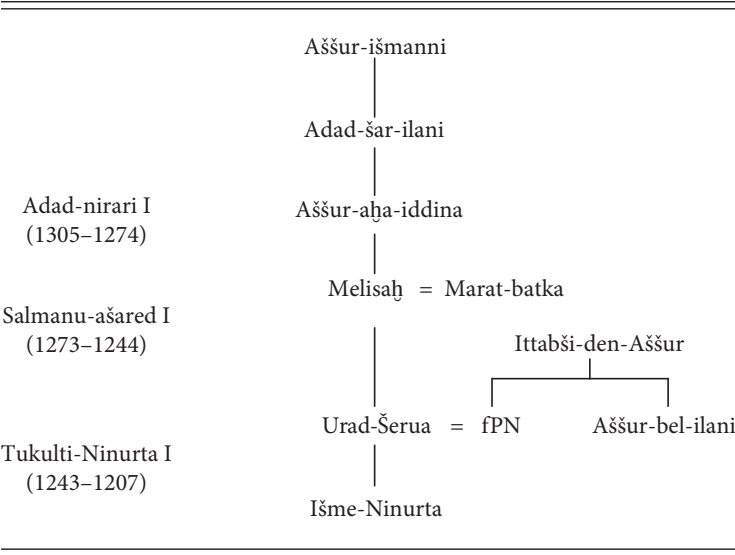 Aššur-išmanni
Adad-šar-ilani
Adad-nirari I
(1305–1274)
Aššur-aḫa-iddina
Melisaḫ = Marat-batka
Salmanu-ašared I
(1273–1244)
Ittabši-den-Aššur
Urad-Šerua = fPN Aššur-bel-ilani
Tukulti-Ninurta I
(1243–1207)
Išme-Ninurta